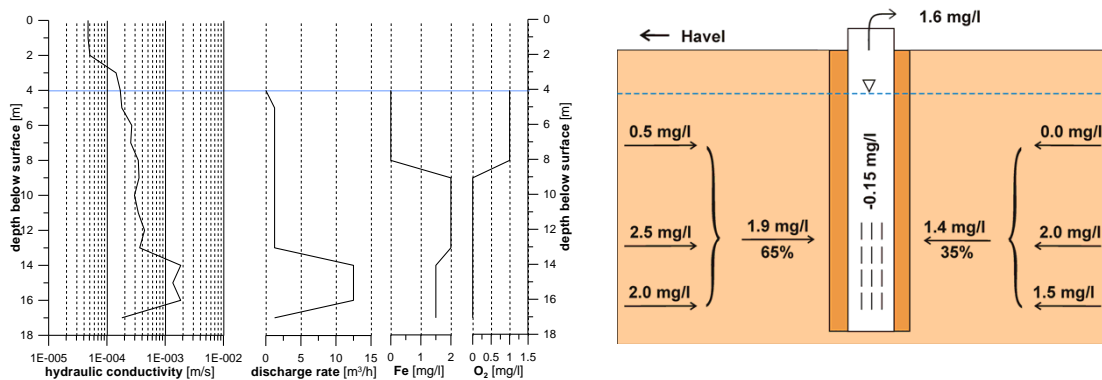 0
2
4
6
8
10
12
14
16
18
depth below surface [m]
1E-005 1E-004 1E-003 1E-002
hydraulic conductivity [m/s]
0 5 10 15
discharge rate [m³/h]
0 1 2
Fe [mg/l]
0 0.5 1 1.5
O₂ [mg/l]
0
2
4
6
8
10
12
14
16
18
depth below surface [m]
1.6 mg/l
Havel
0.5 mg/l
0.0 mg/l
-0.15 mg/l
2.5 mg/l
1.9 mg/l
65%
1.4 mg/l
35%
2.0 mg/l
2.0 mg/l
1.5 mg/l